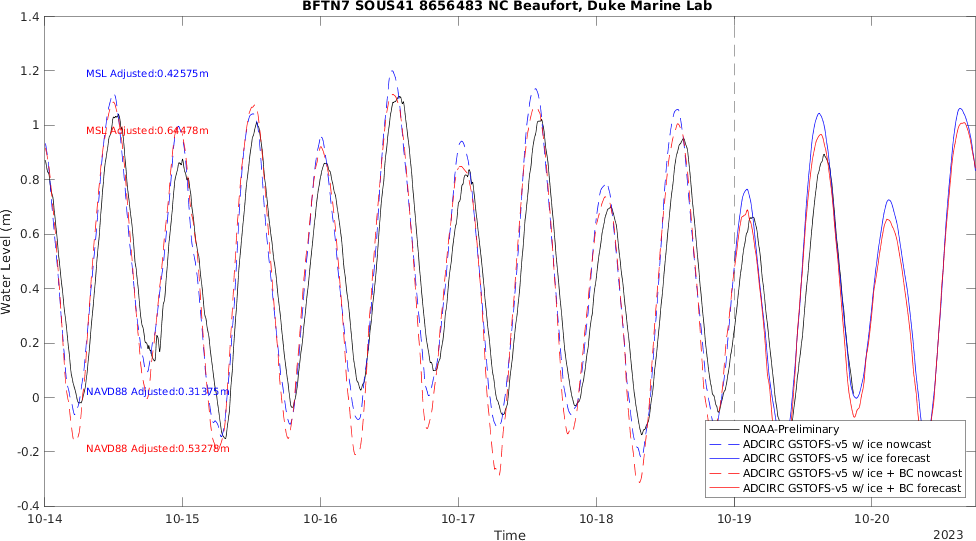 BFTN7 SOUS41 8656483 NC Beaufort, Duke Marine Lab
1.4
1.2
1
0.8
0.6
0.4
0.2
0
-0.2
-0.4
Water Level (m)
MSL Adjusted:0.42575m
MSL Adjusted:0.64478m
NAVD88 Adjusted:0.31375m
NAVD88 Adjusted:0.53278m
NOAA-Preliminary
ADCIRC GSTOFS-v5 w/ ice nowcast
ADCIRC GSTOFS-v5 w/ ice forecast
ADCIRC GSTOFS-v5 w/ ice + BC nowcast
ADCIRC GSTOFS-v5 w/ ice + BC forecast
10-14 10-15 10-16 10-17 10-18 10-19 10-20
Time
2023